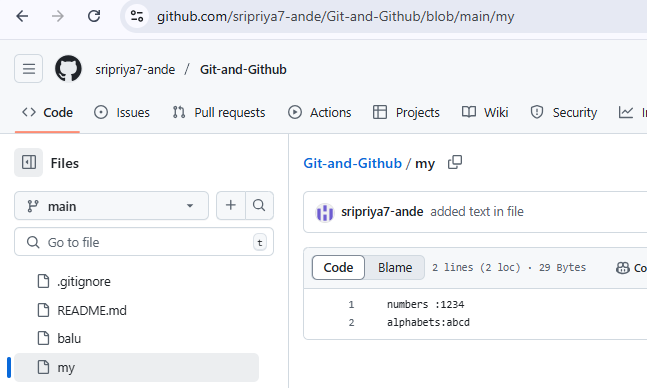 github.com/sripriya7-ande/Git-and-Github/blob/main/my
sripriya7-ande / Git-and-Github
Code Issues Pull requests Actions Projects Wiki Security
Files
main
Go to file t
.gitignore
README.md
balu
my
Git-and-Github / my
sripriya7-ande added text in file
Code Blame 2 lines (2 loc) · 29 Bytes Co
1 numbers :1234
2 alphabets:abcd